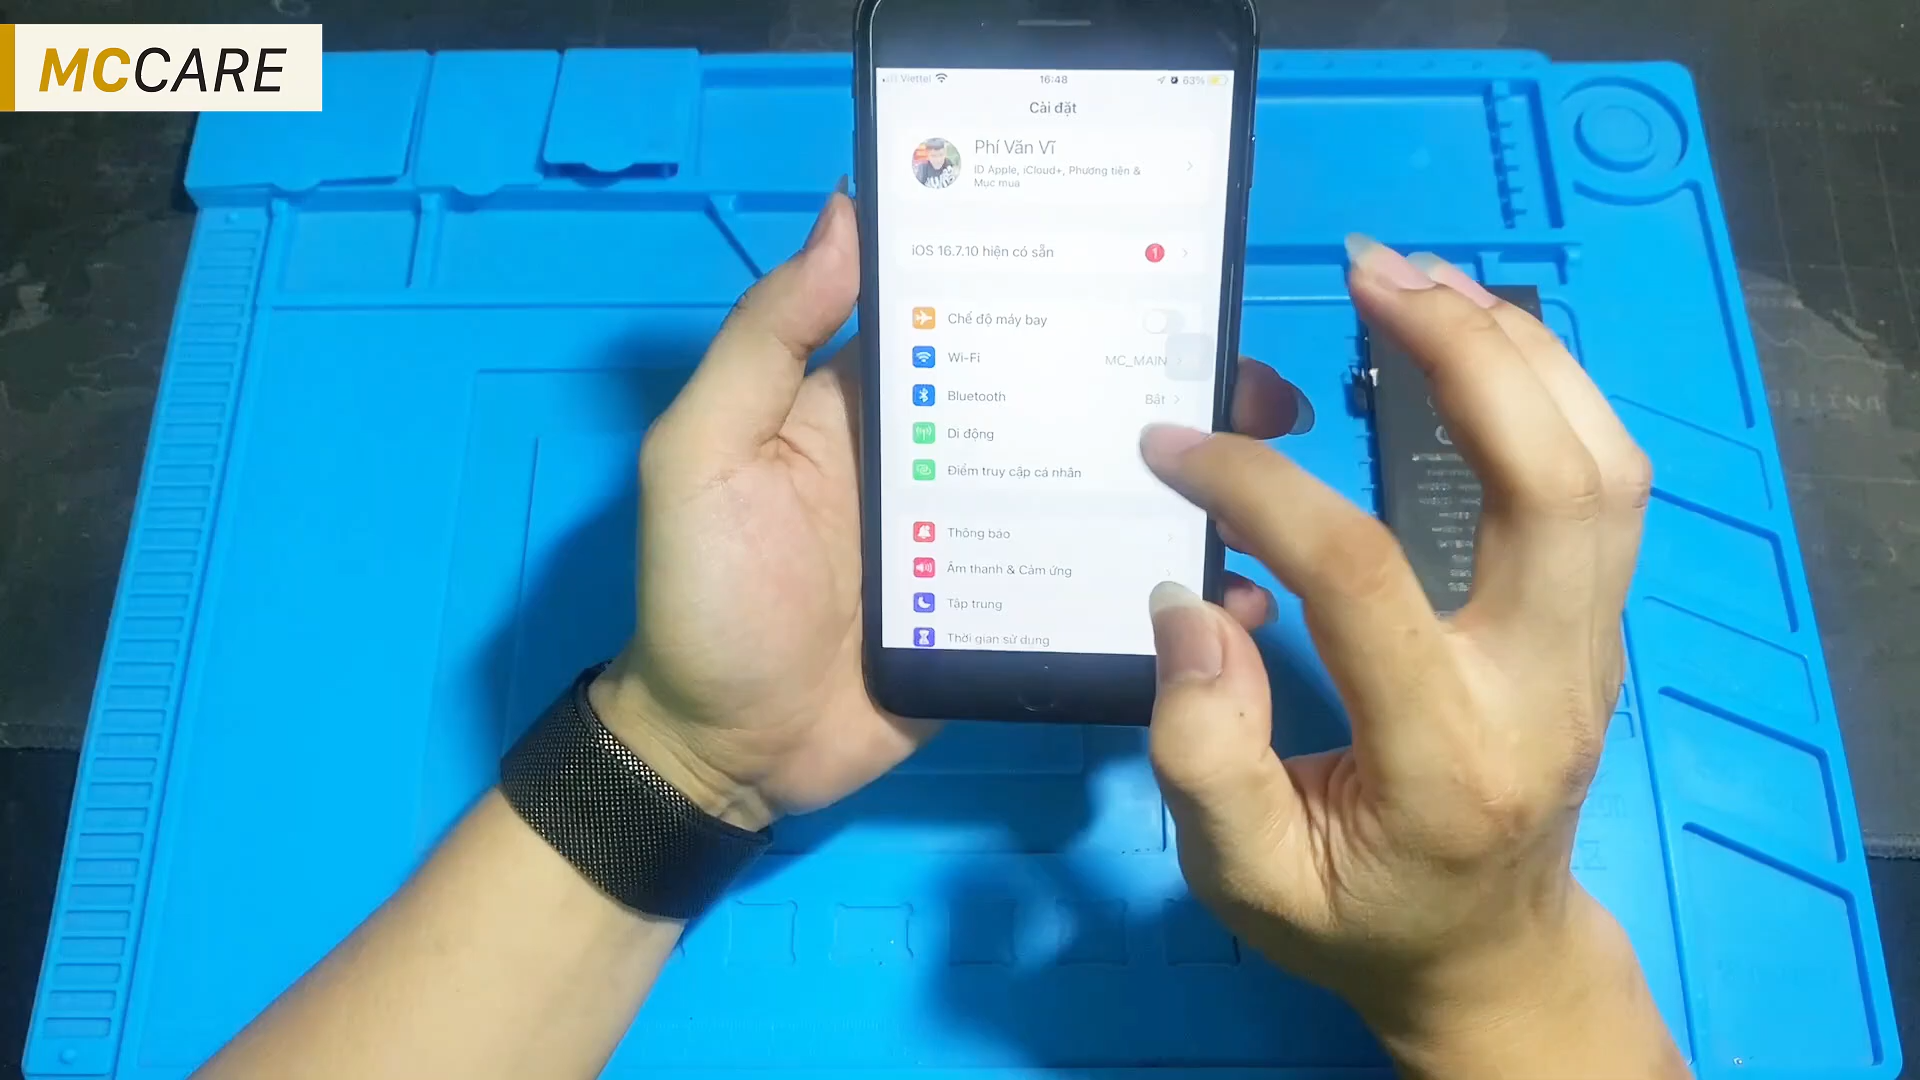 MCCARE
Viettel 16:48 63%
Cài đặt
Phí Văn Vĩ
ID Apple, iCloud+, Phương tiện &
Mục mua
iOS 16.7.10 hiện có sẵn 1
Chế độ máy bay
Wi-Fi MC_MAIN
Bluetooth Bật
Di động
Điểm truy cập cá nhân
Thông báo
Âm thanh & Cảm ứng
Tập trung
Thời gian sử dụng